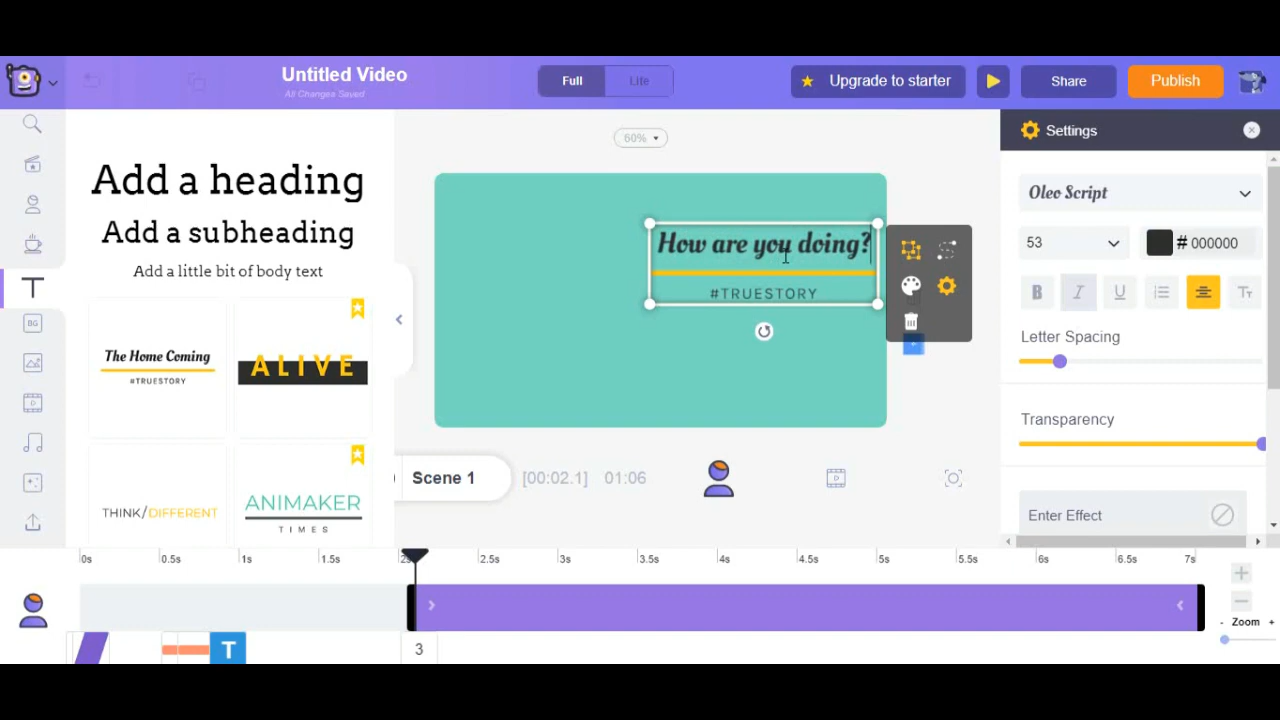 Untitled Video
All Changes Saved
Full
Life
Upgrade to starter
Share
Publish
Add a heading
Add a subheading
Add a little bit of body text
The Home Coming
#TRUESTORY
ALIVE
THINK/DIFFERENT
ANIMAKER
TIMES
60%
How are you doing?
#TRUESTORY
Scene 1
[00:02.1] 01:06
Settings
Oleo Script
53
# 000000
B I U Tт
Letter Spacing
Transparency
Enter Effect
0s 0.5s 1s 1.5s 2s 2.5s 3s 3.5s 4s 4.5s 5s 5.5s 6s 6.5s 7s
- Zoom +
T
3